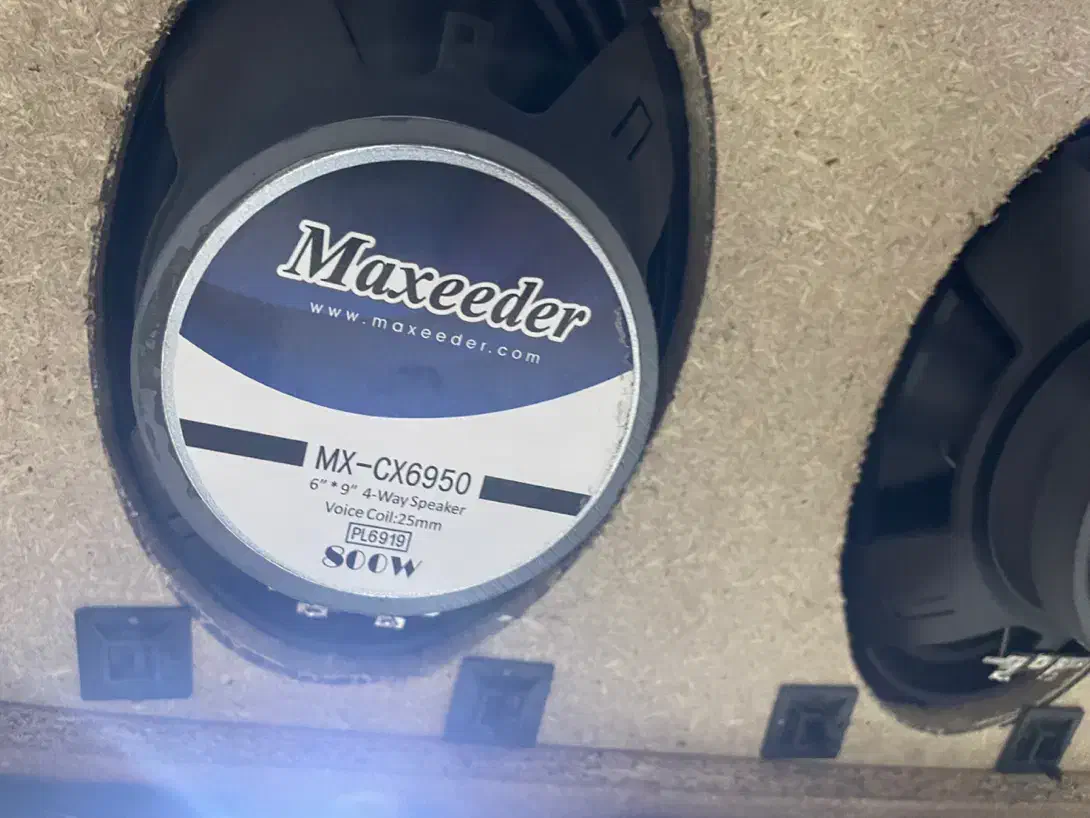 Maxeeder
www.maxeeder.com
MX-CX6950
6"*9" 4-Way Speaker
Voice Coil:25mm
PL6919
800W